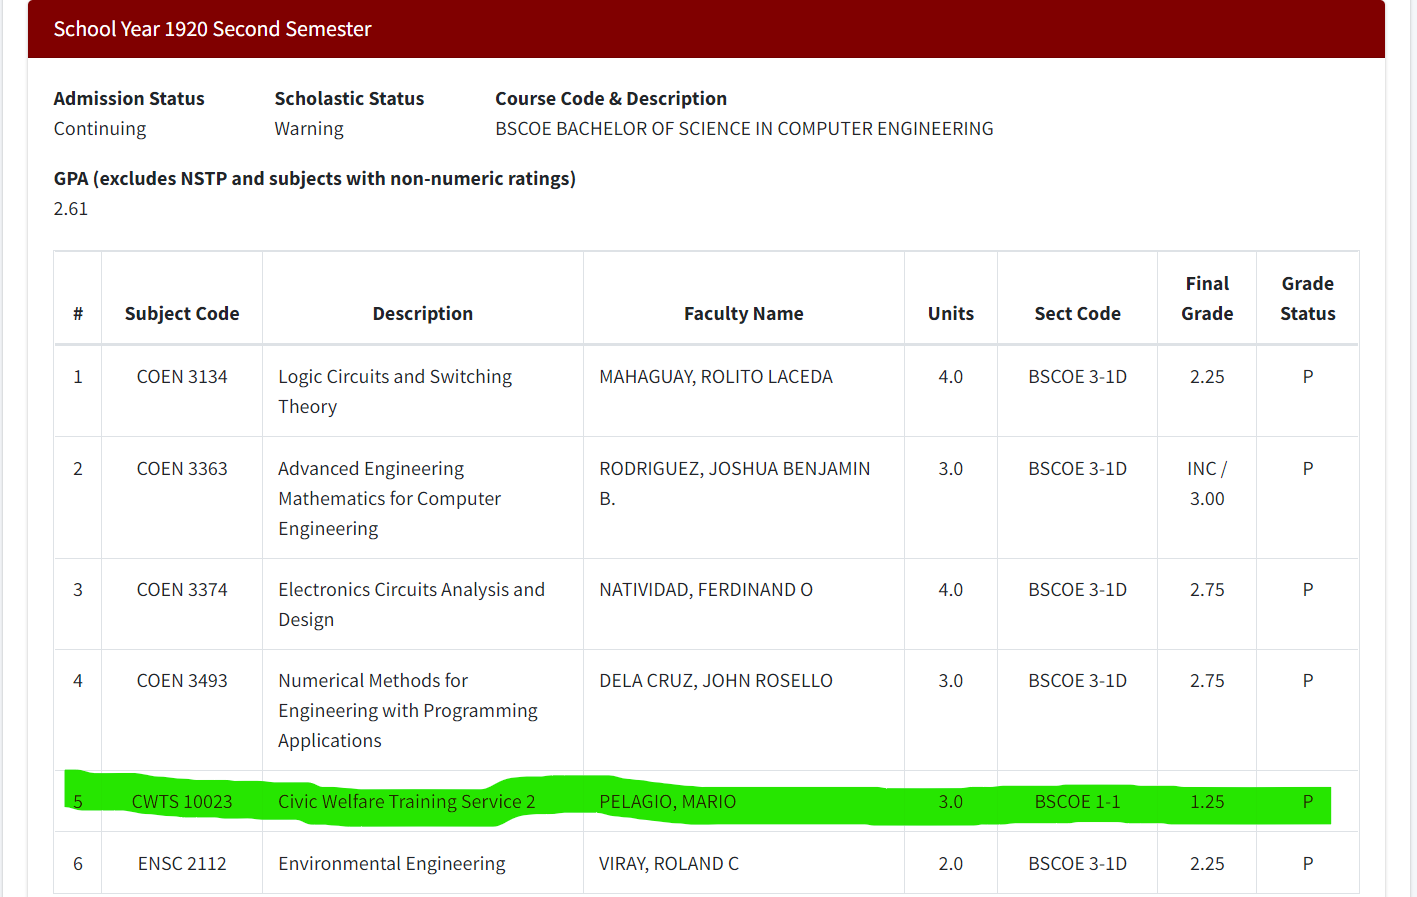 School Year 1920 Second Semester
Admission Status Scholastic Status Course Code & Description
Continuing Warning BSCOE BACHELOR OF SCIENCE IN COMPUTER ENGINEERING
GPA (excludes NSTP and subjects with non-numeric ratings)
2.61
# Subject Code Description Faculty Name Units Sect Code Final Grade Grade Status
1 COEN 3134 Logic Circuits and Switching Theory MAHAGUAY, ROLITO LACEDA 4.0 BSCOE 3-1D 2.25 P
2 COEN 3363 Advanced Engineering Mathematics for Computer Engineering RODRIGUEZ, JOSHUA BENJAMIN B. 3.0 BSCOE 3-1D INC / 3.00 P
3 COEN 3374 Electronics Circuits Analysis and Design NATIVIDAD, FERDINAND O 4.0 BSCOE 3-1D 2.75 P
4 COEN 3493 Numerical Methods for Engineering with Programming Applications DELA CRUZ, JOHN ROSELLO 3.0 BSCOE 3-1D 2.75 P
5 CWTS 10023 Civic Welfare Training Service 2 PELAGIO, MARIO 3.0 BSCOE 1-1 1.25 P
6 ENSC 2112 Environmental Engineering VIRAY, ROLAND C 2.0 BSCOE 3-1D 2.25 P